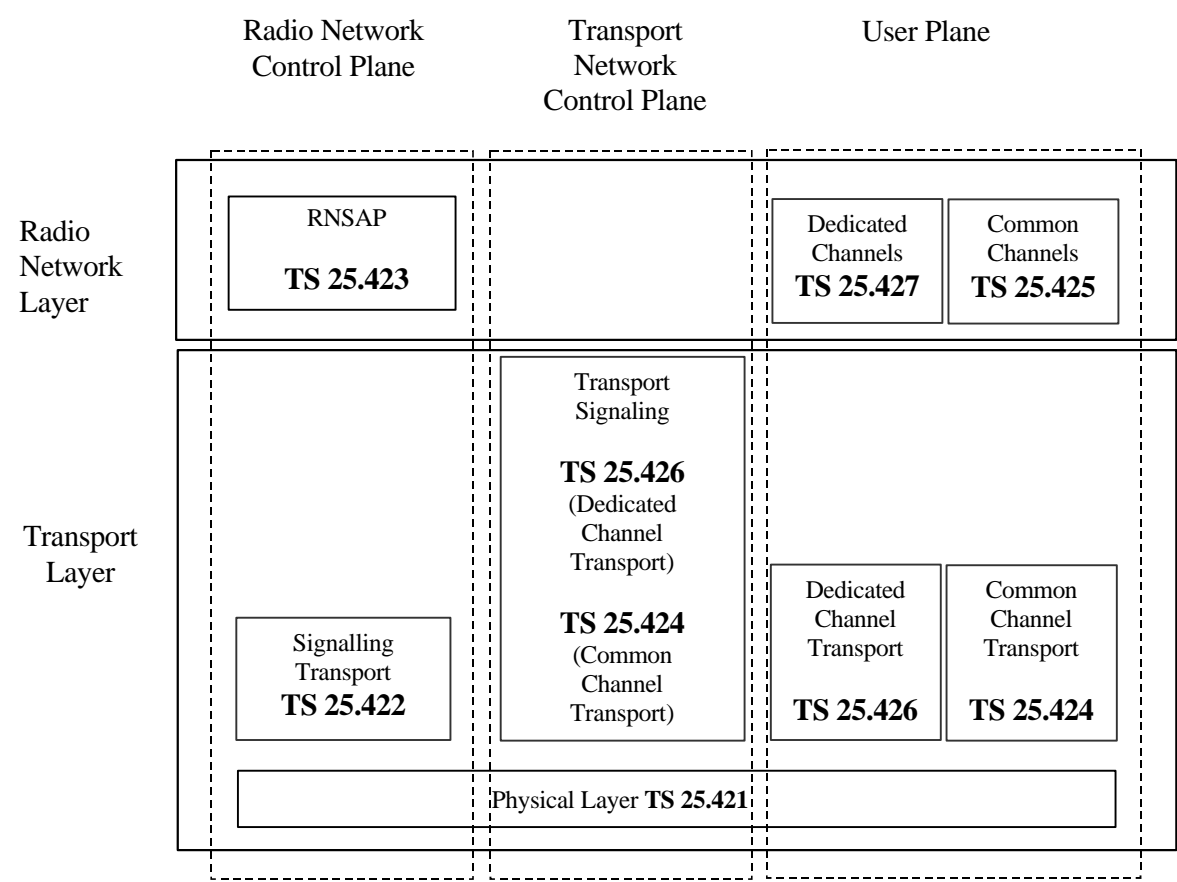 Radio Network
Control Plane
Transport
Network
Control Plane
User Plane
Radio
Network
Layer
RNSAP
TS 25.423
Dedicated
Channels
TS 25.427
Common
Channels
TS 25.425
Transport
Layer
Signalling
Transport
TS 25.422
Transport
Signaling
TS 25.426
(Dedicated
Channel
Transport)
TS 25.424
(Common
Channel
Transport)
Dedicated
Channel
Transport
TS 25.426
Common
Channel
Transport
TS 25.424
Physical Layer TS 25.421